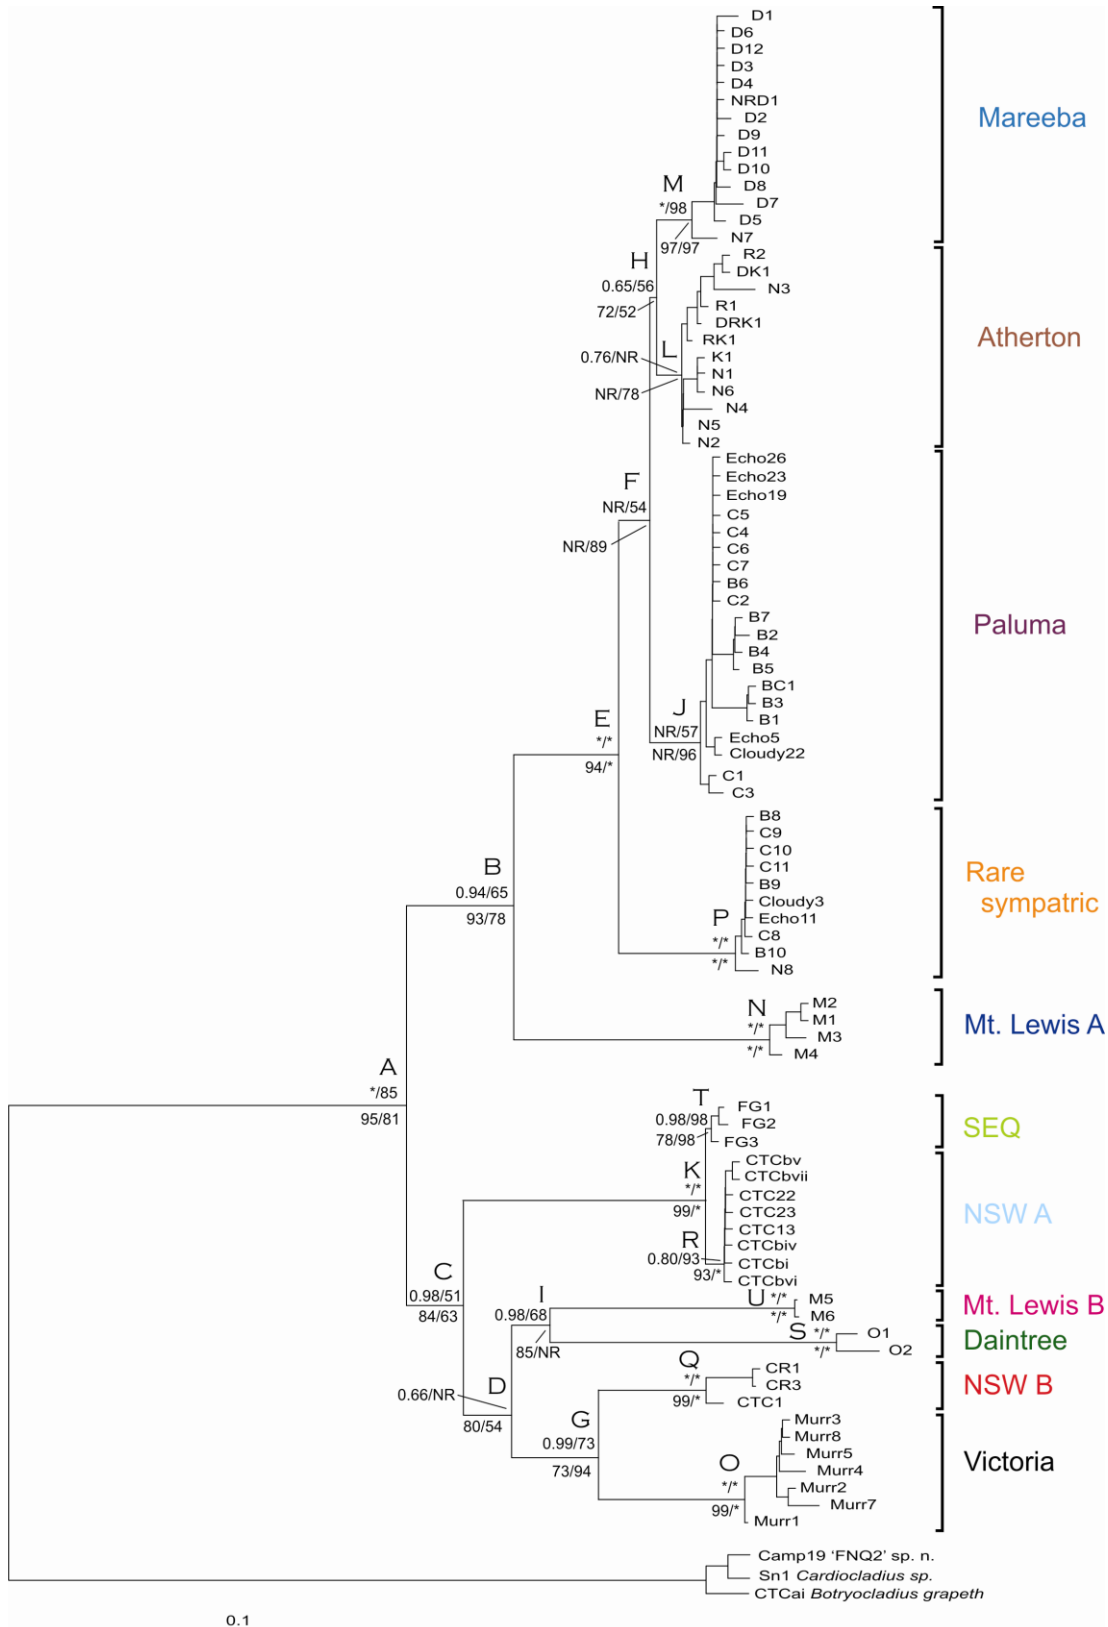 D1
D6
D12
D3
D4
NRD1
D2
D9
D11
D10
D8
D7
D5
N7
Mareeba
M
*/98
97/97
H
0.65/56
72/52
R2
DK1
N3
R1
DRK1
RK1
K1
N1
N6
N4
N5
N2
Atherton
L
0.76/NR
NR/78
F
NR/54
NR/89
Echo26
Echo23
Echo19
C5
C4
C6
C7
B6
C2
B7
B2
B4
B5
BC1
B3
B1
Echo5
Cloudy22
C1
C3
Paluma
J
NR/57
NR/96
E
*/*
94/*
B
0.94/65
93/78
B8
C9
C10
C11
B9
Cloudy3
Echo11
C8
B10
N8
Rare
sympatric
P
*/*
*/*
N
*/*
*/*
M2
M1
M3
M4
Mt. Lewis A
A
*/85
95/81
T
0.98/98
78/98
FG1
FG2
FG3
SEQ
K
*/*
99/*
CTCbv
CTCbvii
CTC22
CTC23
CTC13
CTCbiv
CTCbi
CTCbvi
NSW A
R
0.80/93
93/*
C
0.98/51
84/63
I
0.98/68
85/NR
U
*/*
*/*
M5
M6
Mt. Lewis B
S
*/*
*/*
O1
O2
Daintree
D
0.66/NR
80/54
Q
*/*
99/*
CR1
CR3
CTC1
NSW B
G
0.99/73
73/94
O
*/*
99/*
Murr3
Murr8
Murr5
Murr4
Murr2
Murr7
Murr1
Victoria
Camp19 'FNQ2' sp. n.
Sn1 Cardiocladius sp.
CTCai Botryocladius grapeth
0.1